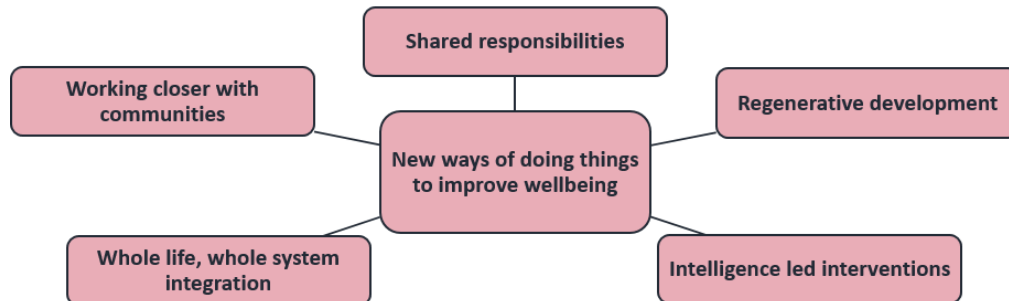 Shared responsibilities
Working closer with
communities
Regenerative development
New ways of doing things
to improve wellbeing
Whole life, whole system
integration
Intelligence led interventions